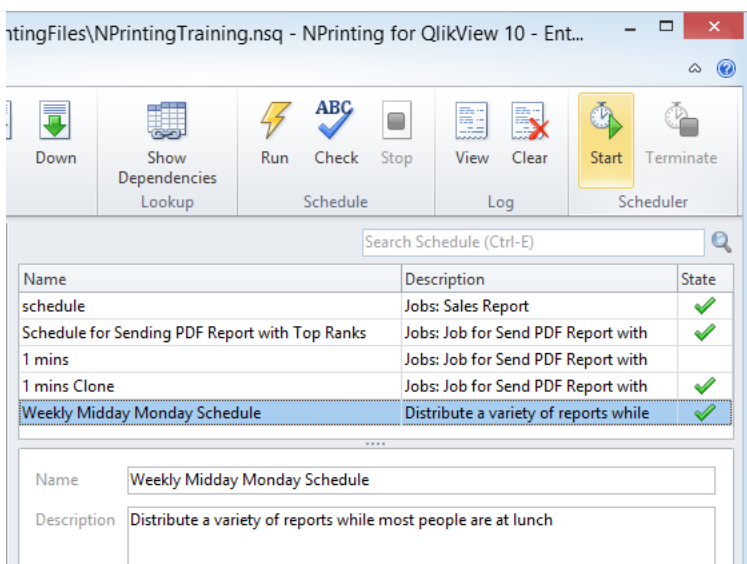 ntingFiles\NPrintingTraining.nsq - NPrinting for QlikView 10 - Ent...
ABC
Down
Show Dependencies
Run
Check
Stop
View
Clear
Start
Terminate
Lookup
Schedule
Log
Scheduler
Search Schedule (Ctrl-E)
Name Description State
schedule Jobs: Sales Report
Schedule for Sending PDF Report with Top Ranks Jobs: Job for Send PDF Report with
1 mins Jobs: Job for Send PDF Report with
1 mins Clone Jobs: Job for Send PDF Report with
Weekly Midday Monday Schedule Distribute a variety of reports while
Name Weekly Midday Monday Schedule
Description Distribute a variety of reports while most people are at lunch